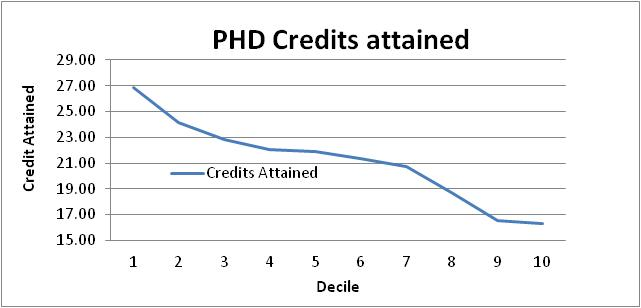 PHD Credits attained
29.00
27.00
25.00
23.00
21.00
19.00
17.00
15.00
Credit Attained
Credits Attained
1 2 3 4 5 6 7 8 9 10
Decile